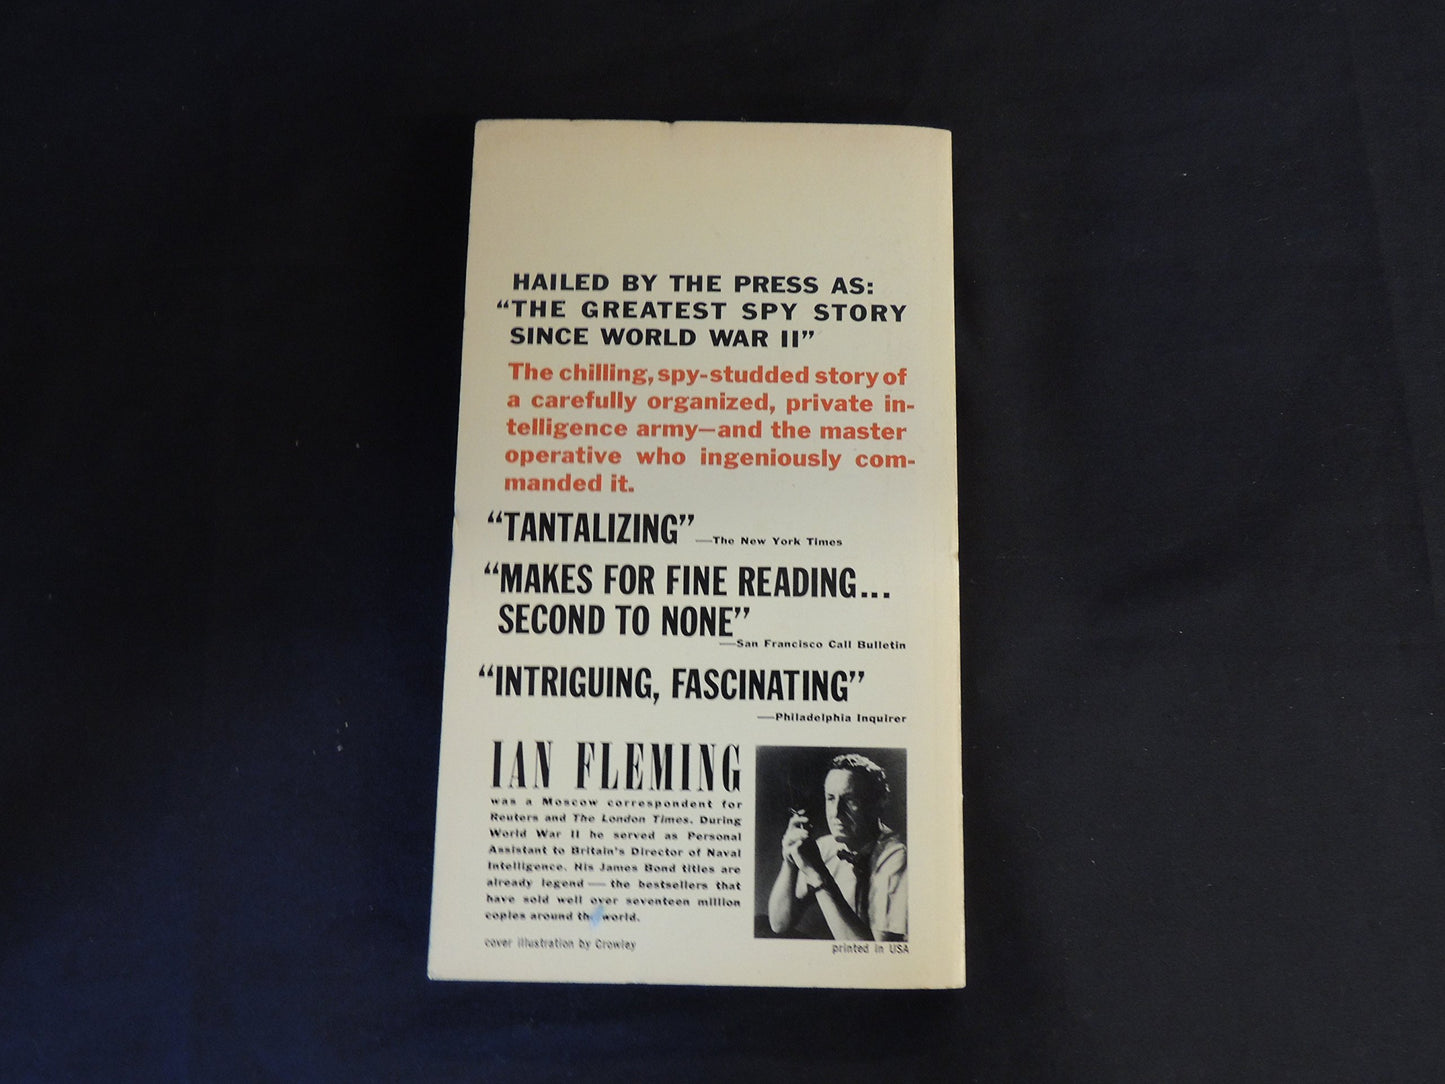 HAILED BY THE PRESS AS:
“THE GREATEST SPY STORY
SINCE WORLD WAR II”
The chilling, spy-studded story of
a carefully organized, private in-
telligence army—and the master
operative who ingeniously com-
manded it.
“TANTALIZING” —The New York Times
“MAKES FOR FINE READING...
SECOND TO NONE”
—San Francisco Call Bulletin
“INTRIGUING, FASCINATING”
—Philadelphia Inquirer
IAN FLEMING
was a Moscow correspondent for
Reuters and The London Times. During
World War II he served as Personal
Assistant to Britain's Director of Naval
Intelligence. His James Bond titles are
already legend — the bestsellers that
have sold well over seventeen million
copies around the world.
cover illustration by Crowley
printed in USA